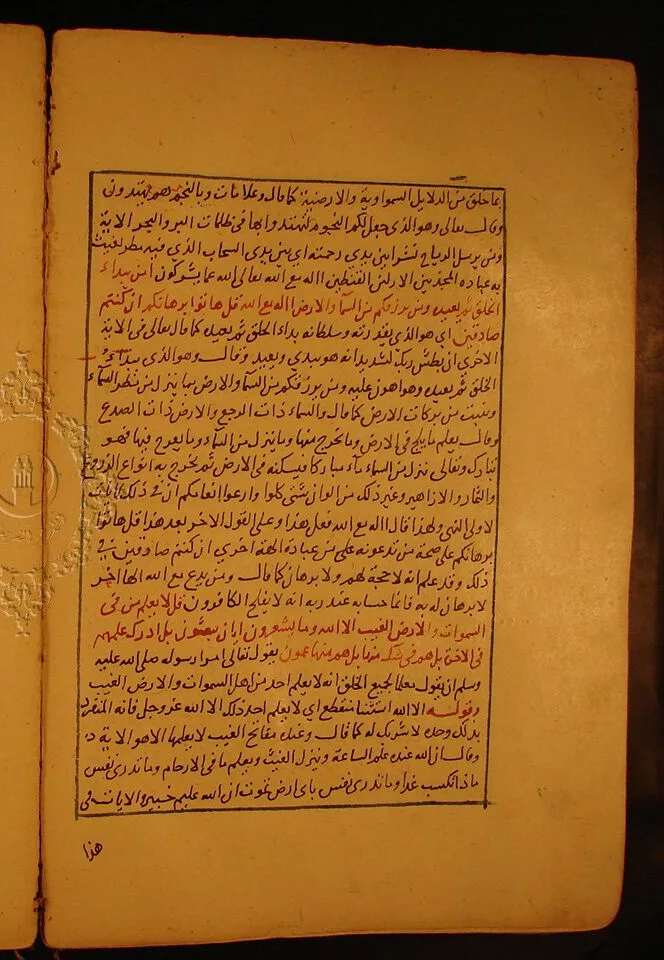 بما خلق من الدلايل السماوية والارضية كما قال وعلامات وبالنجم هم يهتدون
وقال تعالى وهو الذي جعل لكم النجوم لتهتدوا بها في ظلمات البر والبحر الاية
ومن يرسل الرياح نشرا بين يدي رحمته اي بين يدي السحاب الذي فيه مطر يغيث
به عباده المجدبين الازلين القنطين االه مع الله تعالى الله عما يشركون امن يبداء
الخلق ثم يعيده ومن يرزقكم من السما والارض االه مع الله قل هاتوا برهانكم ان كنتم
صادقين اي هو الذي بقدرته وسلطانه بداء الخلق ثم يعيده كما قال تعالى في الاية
الاخرى ان بطش ربك لشديد انه هو يبدي ويعيد وقال وهو الذي يبداء
الخلق ثم يعيده وهو اهون عليه ومن يرزقكم من السما والارض بما ينزل من مطر السماء
وينبت من بركات الارض كما قال والسماء ذات الرجع والارض ذات الصدع
وقال يعلم ما يلج في الارض وما يخرج منها وما ينزل من السماء وما يعرج فيها فهو
تبارك وتعالى ينزل من السماء ماء مباركا فيسكنه في الارض ثم يخرج به انواع الزروع
والثمار والازاهير وغير ذلك من الوان شتى كلوا وارعوا انعامكم ان في ذلك لايات
لاولى النهى ولهذا قال االه مع الله فعل هذا وعلى القول الاخر بعد هذا قل هاتوا
برهانكم على صحة من تدعونه على من عبادة الهة اخرى ان كنتم صادقين في
ذلك وقد علم انه لا حجة لهم ولا برهان كما قال ومن يدع مع الله الها اخر
لا برهان له به فانما حسابه عند ربه انه لا يفلح الكافرون قل لا يعلم من في
السموات والارض الغيب الا الله وما يشعرون ايان يبعثون بل ادرك علمهم
في الاخرة بل هم في شك منها بل هم منها عمون يقول تعالى امر رسوله صلى الله عليه
وسلم ان يقول معلما لجميع الخلق انه لا يعلم احد من اهل السموات والارض الغيب
وقوله الا الله استثنا منقطع اي لا يعلم احد ذلك الا الله عز وجل فانه المنفرد
بذلك وحده لا شريك له كما قال وعنده مفاتح الغيب لا يعلمها الا هو الاية
وقال ان الله عنده علم الساعة وينزل الغيث ويعلم ما في الارحام وما تدري نفس
ماذا تكسب غدا وما تدري نفس باي ارض تموت ان الله عليم خبير والايات في
هذا